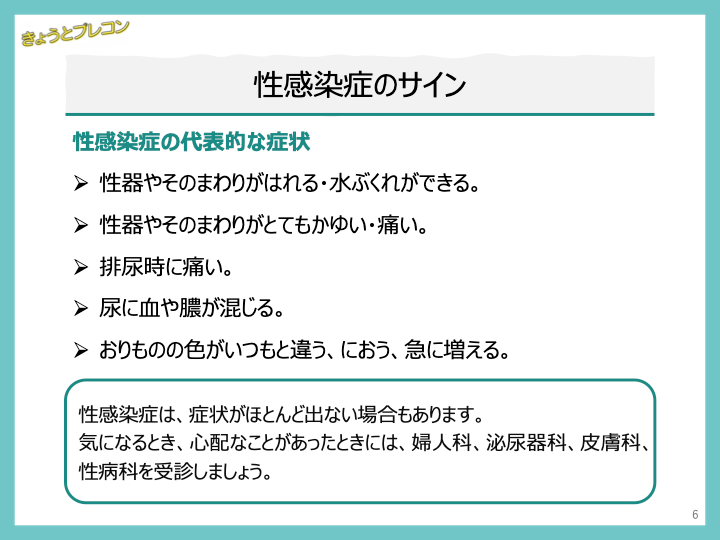 きょうとプレコン
性感染症のサイン
性感染症の代表的な症状
➢ 性器やそのまわりがはれる・水ぶくれができる。
➢ 性器やそのまわりがとてもかゆい・痛い。
➢ 排尿時に痛い。
➢ 尿に血や膿が混じる。
➢ おりものの色がいつもと違う、におう、急に増える。
性感染症は、症状がほとんど出ない場合もあります。
気になるとき、心配なことがあったときには、婦人科、泌尿器科、皮膚科、
性病科を受診しましょう。
6